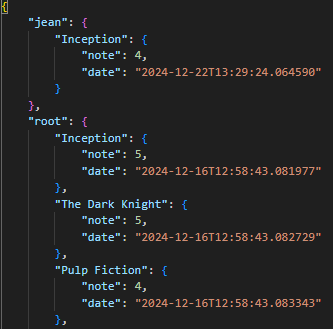 {
    "jean": {
        "Inception": {
            "note": 4,
            "date": "2024-12-22T13:29:24.064590"
        }
    },
    "root": {
        "Inception": {
            "note": 5,
            "date": "2024-12-16T12:58:43.081977"
        },
        "The Dark Knight": {
            "note": 5,
            "date": "2024-12-16T12:58:43.082729"
        },
        "Pulp Fiction": {
            "note": 4,
            "date": "2024-12-16T12:58:43.083343"
        },